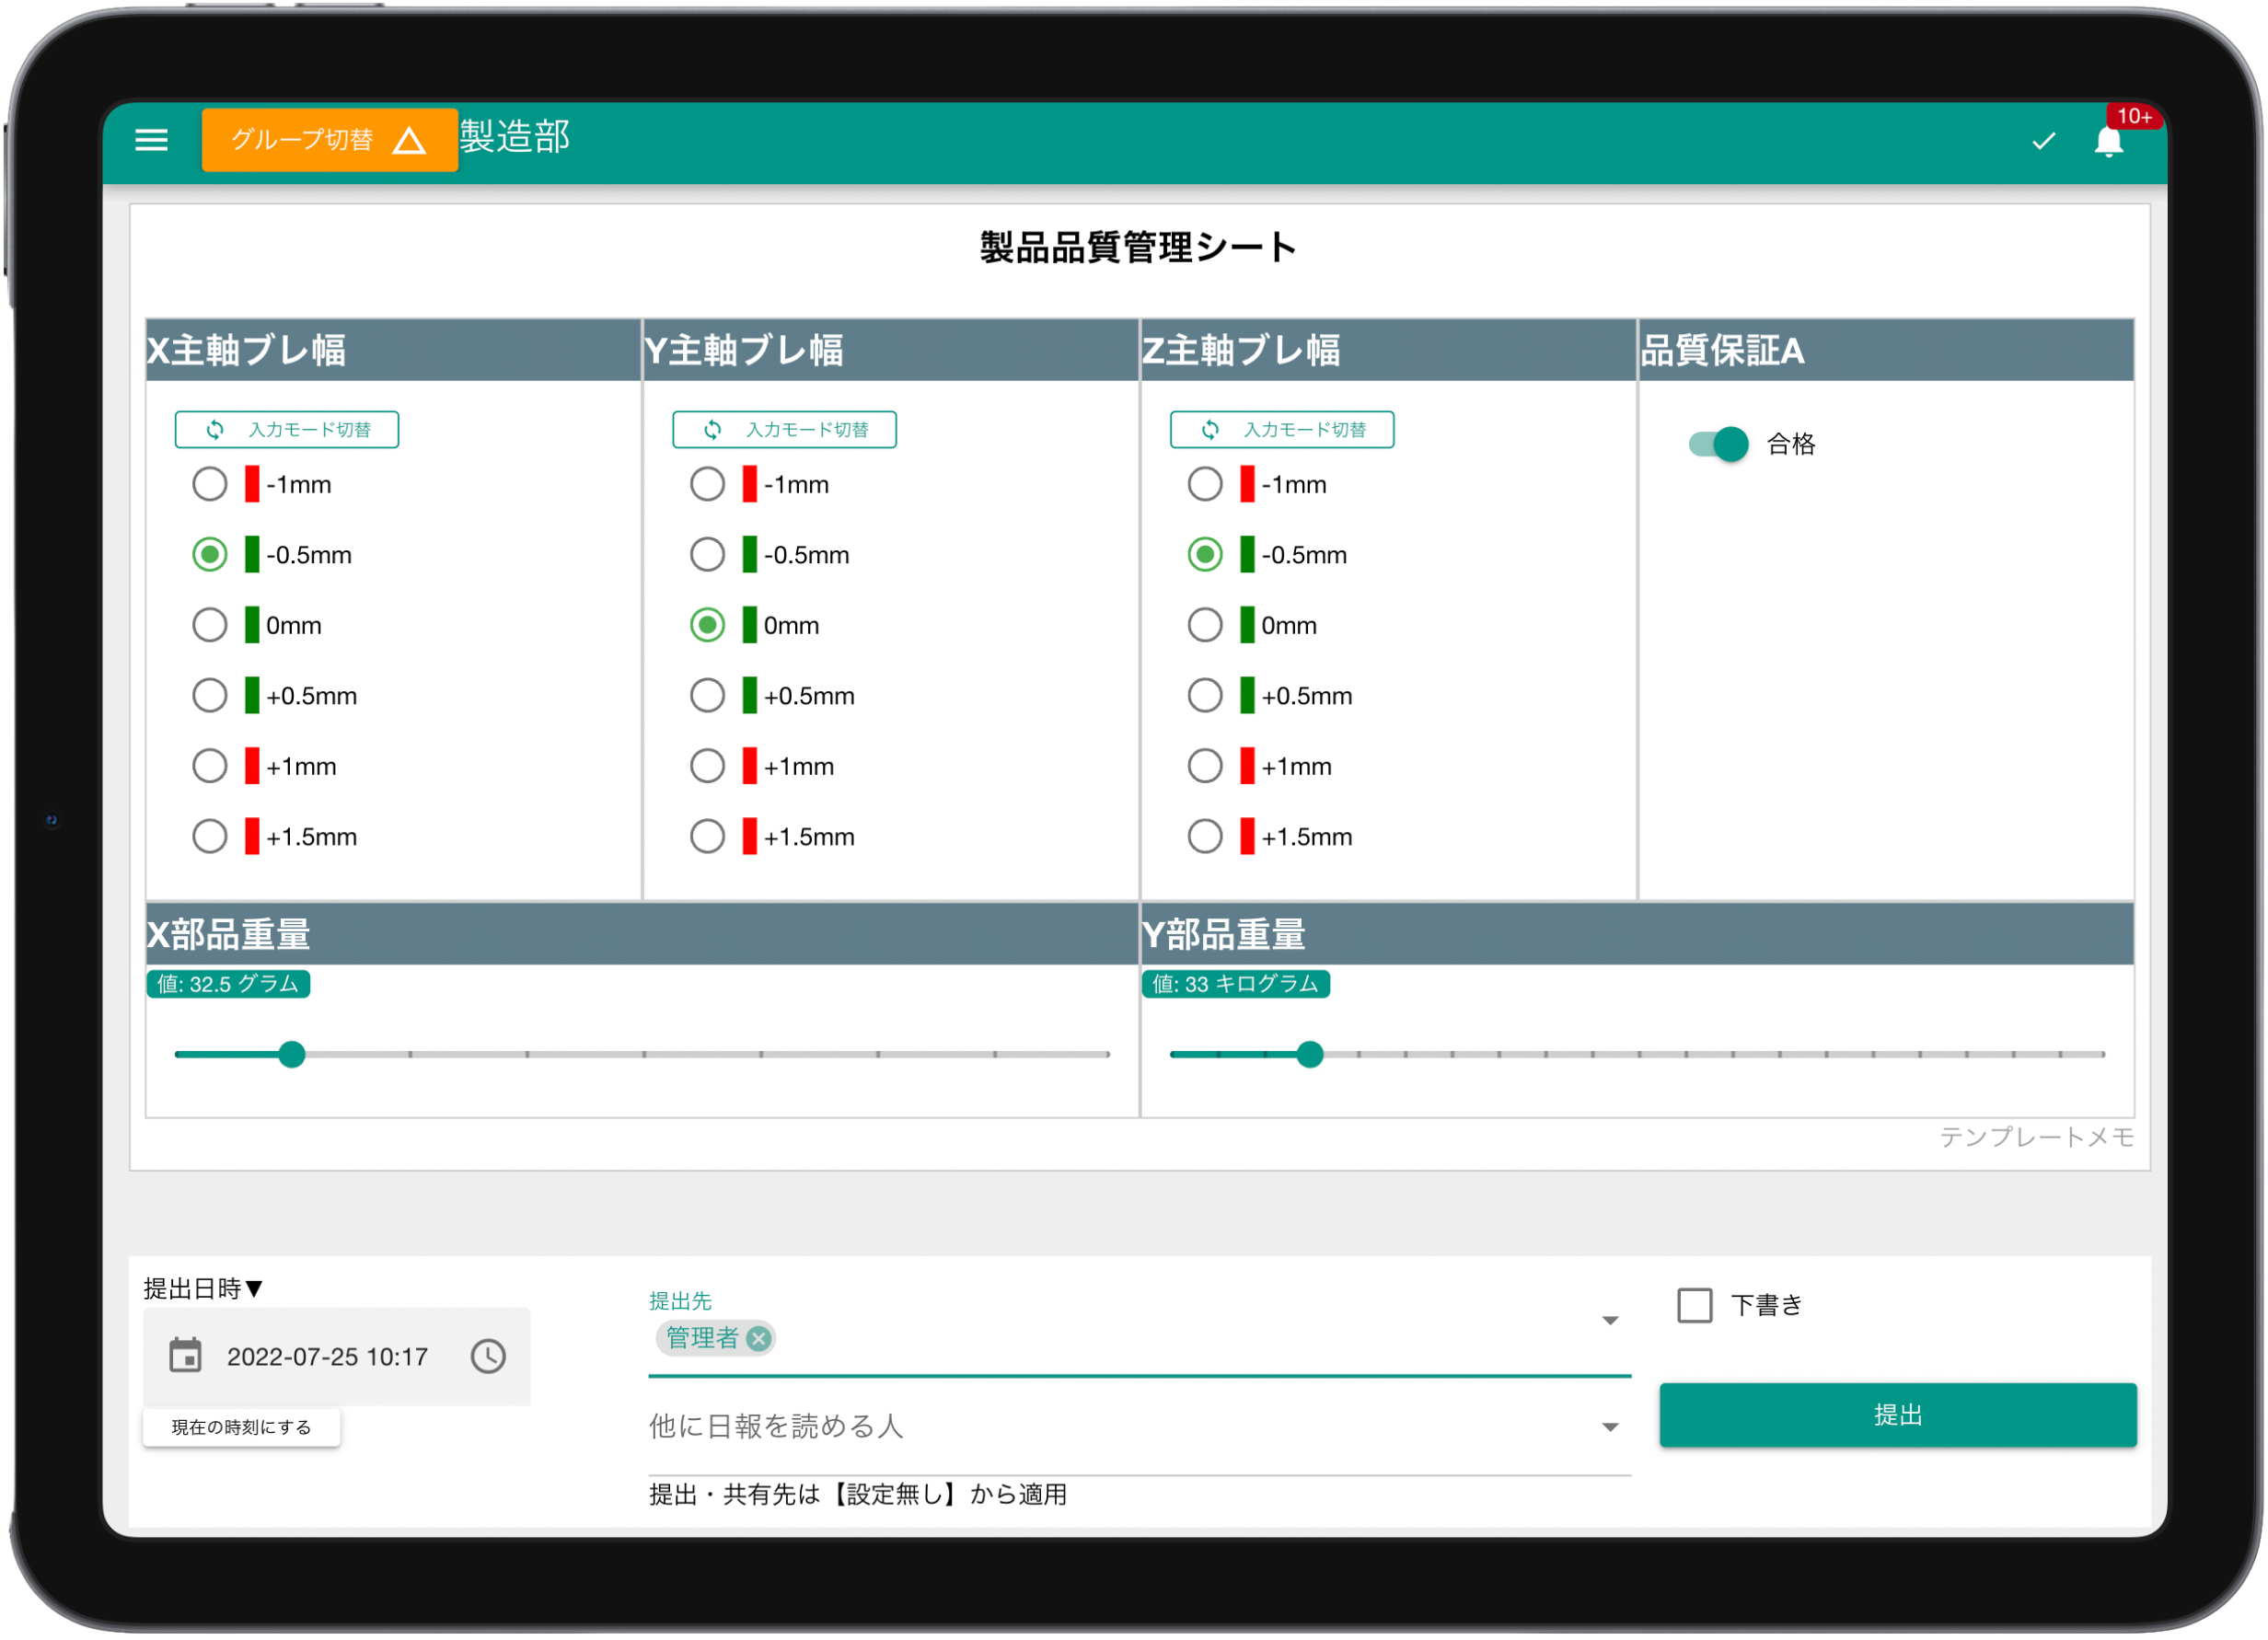 グループ切替 製造部 10+
製品品質管理シート
X主軸ブレ幅 Y主軸ブレ幅 Z主軸ブレ幅 品質保証A
入力モード切替 入力モード切替 入力モード切替 合格
-1mm -1mm -1mm
-0.5mm -0.5mm -0.5mm
0mm 0mm 0mm
+0.5mm +0.5mm +0.5mm
+1mm +1mm +1mm
+1.5mm +1.5mm +1.5mm
X部品重量 Y部品重量
値: 32.5 グラム 値: 33 キログラム
テンプレートメモ
提出日時▼ 提出先 下書き
管理者
2022-07-25 10:17
現在の時刻にする 他に日報を読める人 提出
提出・共有先は【設定無し】から適用